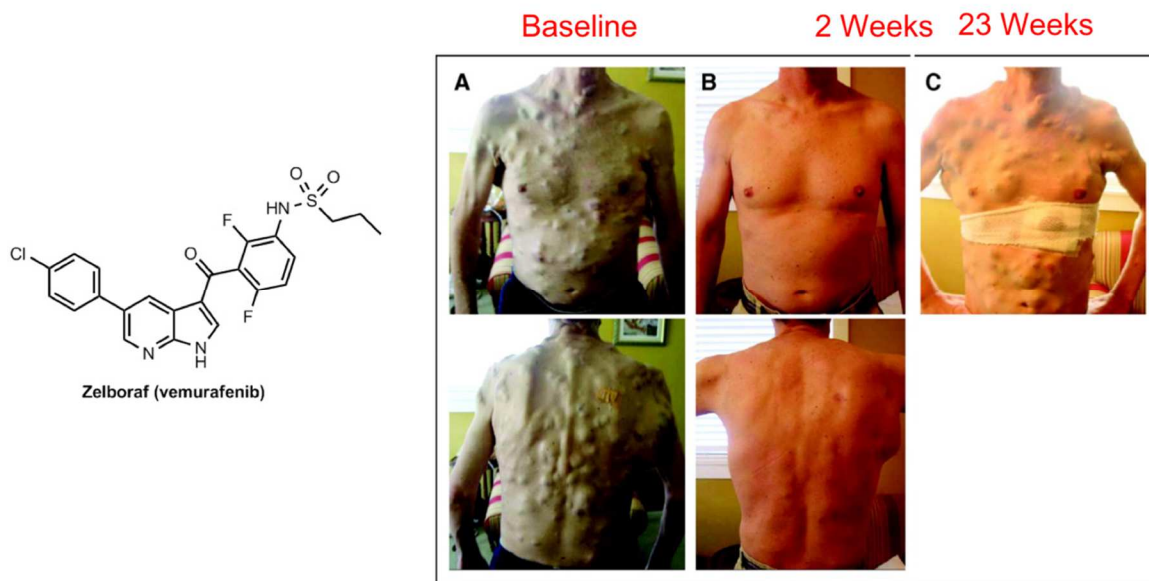 Baseline
2 Weeks
23 Weeks
A
B
C
O
O
S
HN
F
O
Cl
F
N
N
H
Zelboraf (vemurafenib)